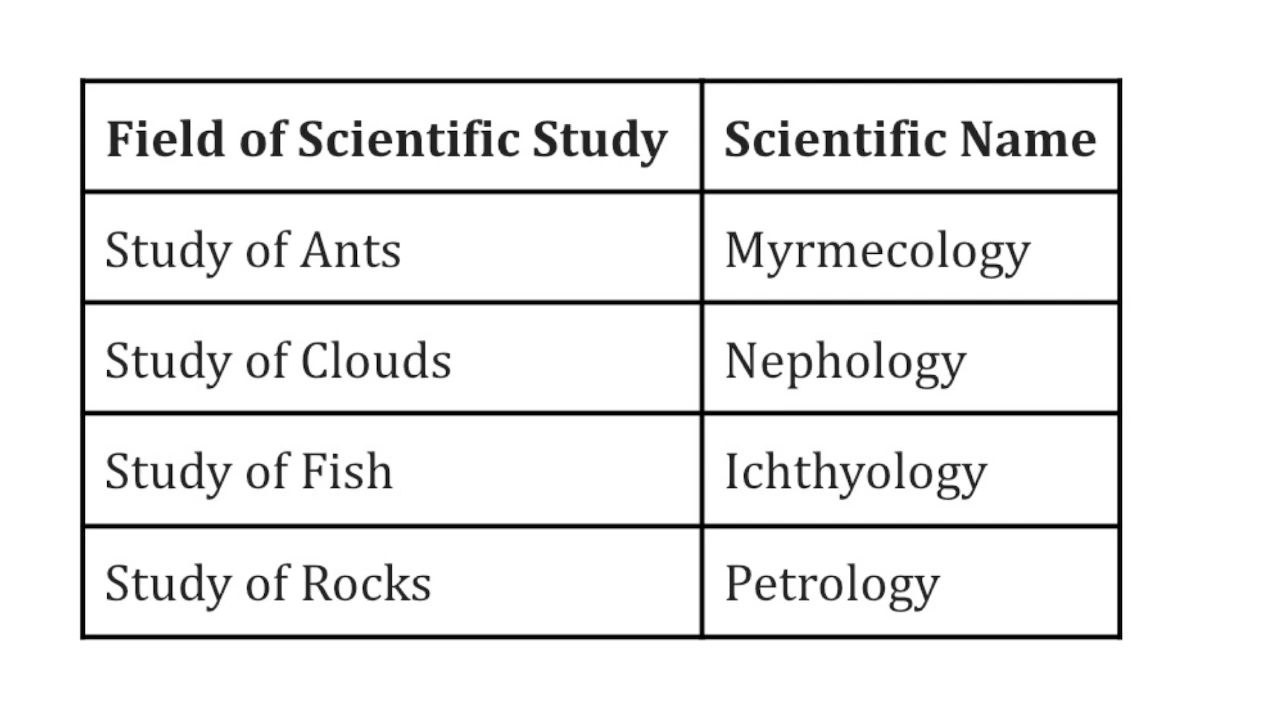 Field of Scientific Study Scientific Name
Study of Ants Myrmecology
Study of Clouds Nephology
Study of Fish Ichthyology
Study of Rocks Petrology